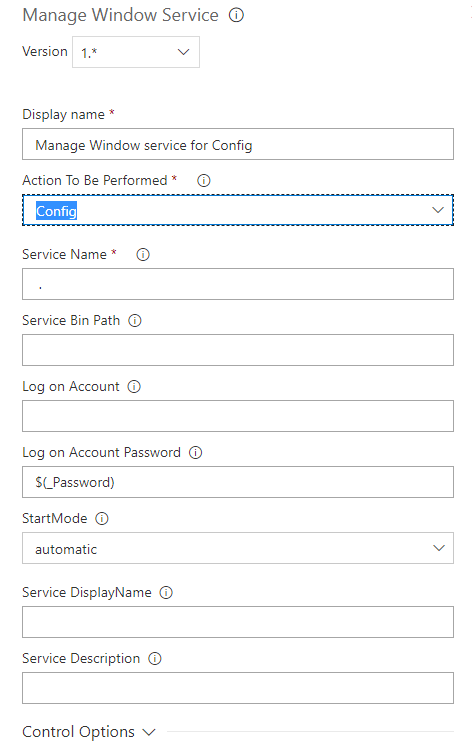 Manage Window Service
Version 1.*
Display name *
Manage Window service for Config
Action To Be Performed *
Config
Service Name *
.
Service Bin Path
Log on Account
Log on Account Password
$(_Password)
StartMode
automatic
Service DisplayName
Service Description
Control Options